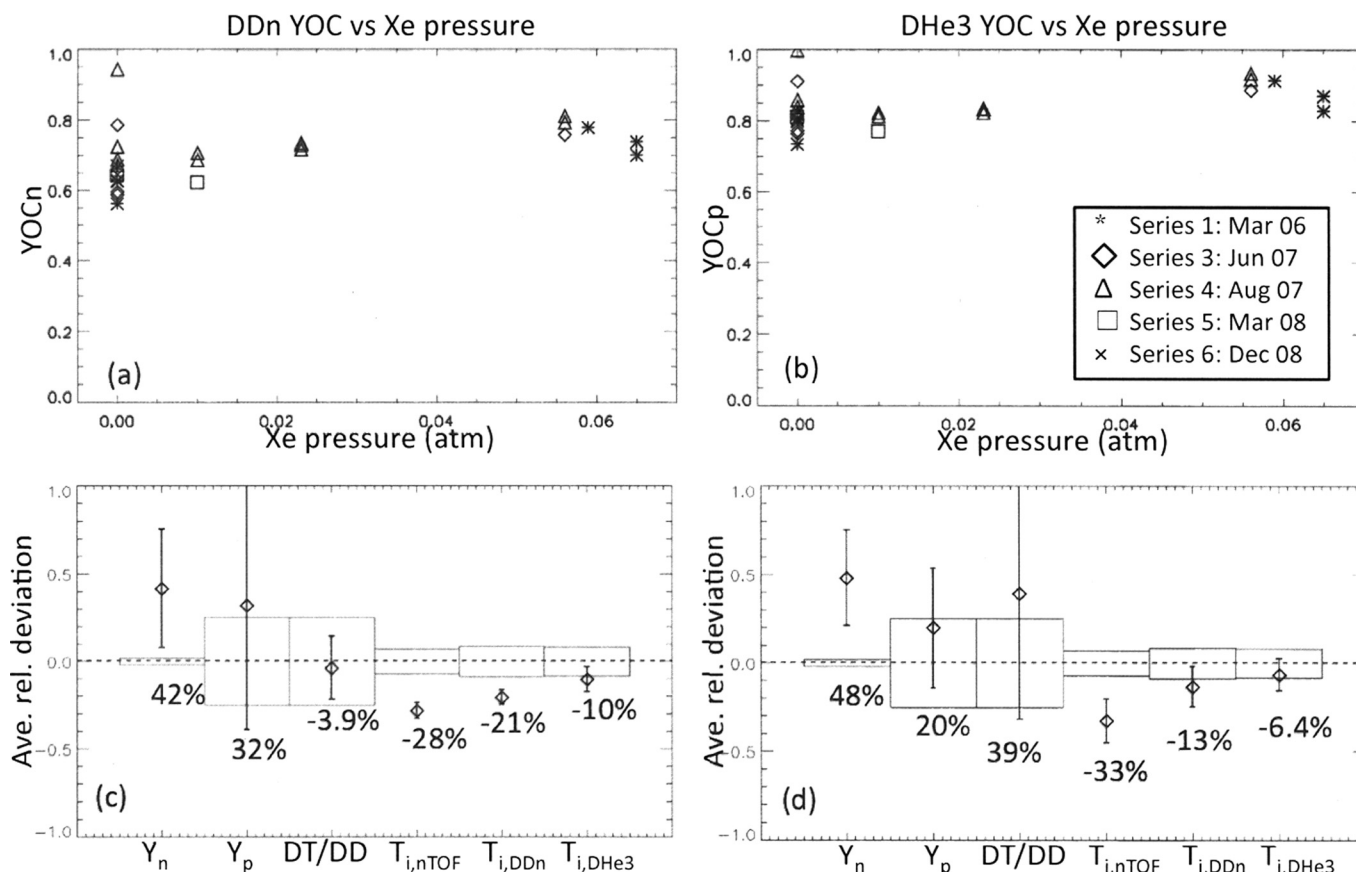 DDn YOC vs Xe pressure
DHe3 YOC vs Xe pressure
YOCn
1.0
0.8
0.6
0.4
0.2
0.0
(a)
0.00
0.02
0.04
0.06
Xe pressure (atm)
YOCp
1.0
0.8
0.6
0.4
0.2
0.0
(b)
0.00
0.02
0.04
0.06
Xe pressure (atm)
* Series 1: Mar 06
Series 3: Jun 07
Series 4: Aug 07
Series 5: Mar 08
Series 6: Dec 08
Ave. rel. deviation
1.0
0.5
0.0
-0.5
-1.0
42%
32%
-3.9%
-28%
-21%
-10%
(c)
Yn Yp DT/DD Ti,nTOF Ti,DDn Ti,DHe3
Ave. rel. deviation
1.0
0.5
0.0
-0.5
-1.0
48%
20%
39%
-33%
-13%
-6.4%
(d)
Yn Yp DT/DD Ti,nTOF Ti,DDn Ti,DHe3